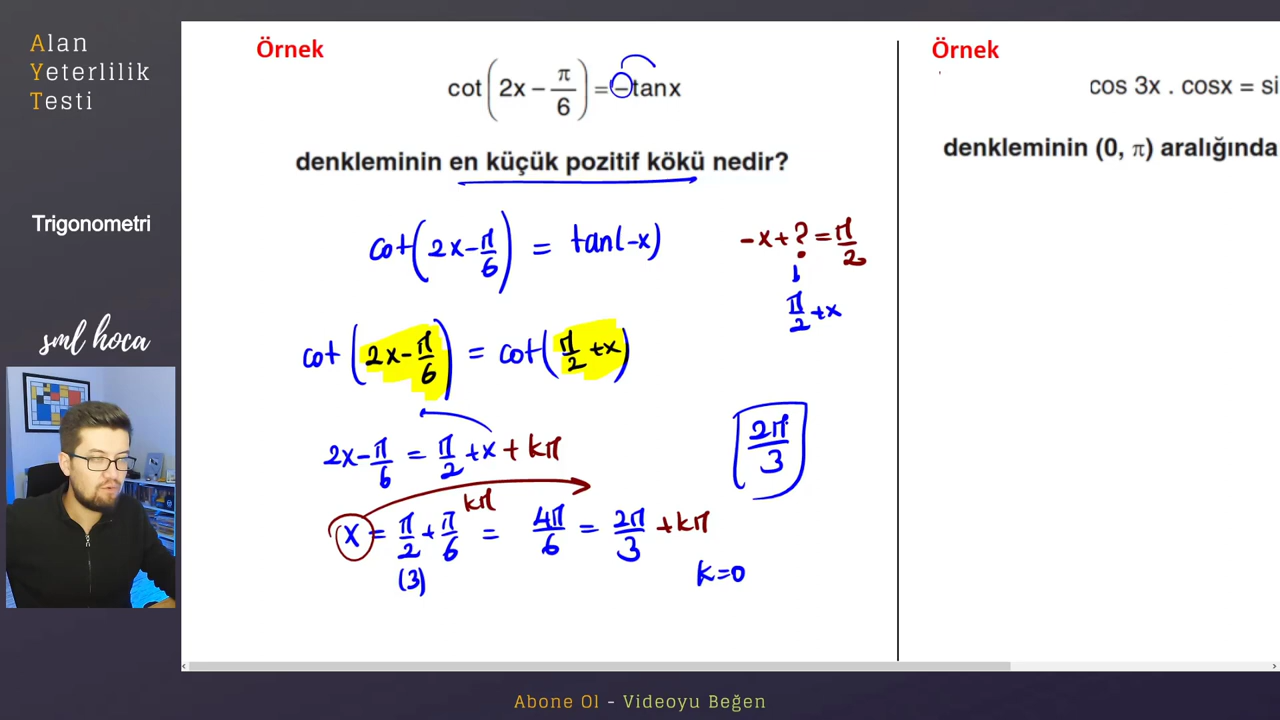 Alan
Yeterlilik
Testi
Trigonometri
sml hoca
Örnek
cot(2x − π/6) = −tanx
denkleminin en küçük pozitif kökü nedir?
cot(2x − π/6) = tan(−x)
−x + ? = π/2
π/2 + x
cot(2x − π/6) = cot(π/2 + x)
2x − π/6 = π/2 + x + kπ
2π/3
x = π/2 + π/6 kπ = 4π/6 = 2π/3 + kπ
(3)
k=0
Örnek
cos 3x . cosx = si
denkleminin (0, π) aralığında
Abone Ol - Videoyu Beğen